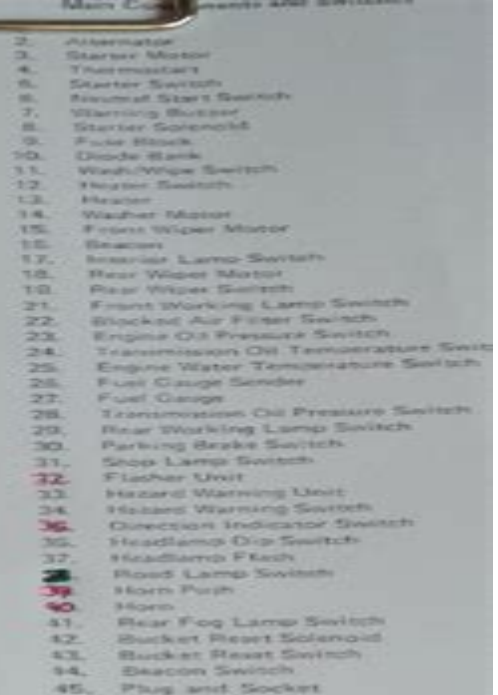 Main Components and Switches
2. Alternator
3. Starter Motor
4. Thermostart
5. Starter Switch
6. Neutral Start Switch
7. Warning Buzzer
8. Starter Solenoid
9. Fuse Block
10. Diode Bank
11. Wash/Wipe Switch
12. Heater Switch
13. Heater
14. Washer Motor
15. Front Wiper Motor
16. Beacon
17. Interior Lamp Switch
18. Rear Wiper Motor
19. Rear Wiper Switch
21. Front Working Lamp Switch
22. Blocked Air Filter Switch
23. Engine Oil Pressure Switch
24. Transmission Oil Temperature Switc
25. Engine Water Temperature Switch
26. Fuel Gauge Sender
27. Fuel Gauge
28. Transmission Oil Pressure Switch
29. Rear Working Lamp Switch
30. Parking Brake Switch
31. Stop Lamp Switch
32. Flasher Unit
33. Hazard Warning Unit
34. Hazard Warning Switch
Direction Indicator Switch
Headlamp Dip Switch
37. Headlamp Flash
Road Lamp Switch
39. Horn Push
40. Horn
41. Rear Fog Lamp Switch
42. Bucket Reset Solenoid
43. Bucket Reset Switch
44. Beacon Switch
45. Plug and Socket